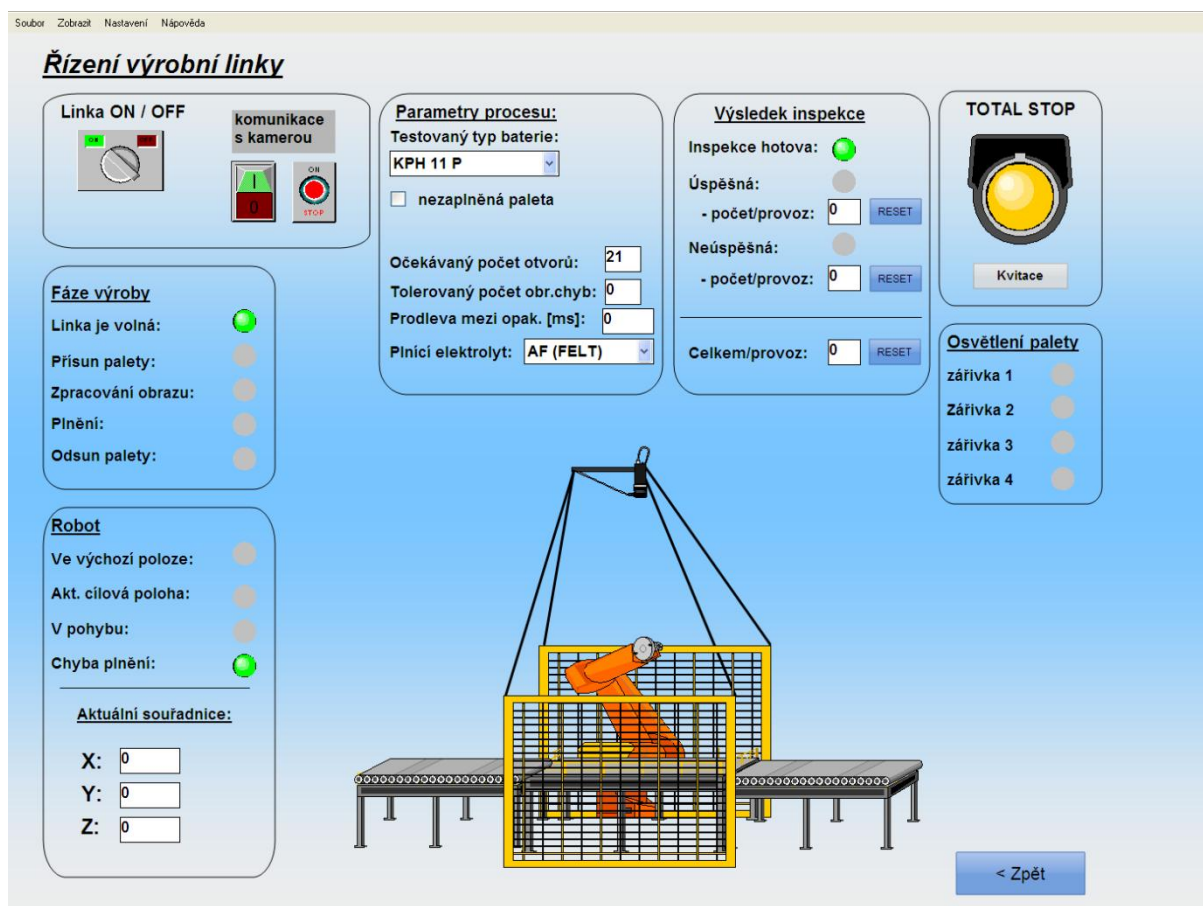 Soubor Zobrazit Nastavení Nápověda
Řízení výrobní linky
Linka ON / OFF
ON OFF
komunikace
s kamerou
I
0
ON
STOP
Fáze výroby
Linka je volná:
Přísun palety:
Zpracování obrazu:
Plnění:
Odsun palety:
Robot
Ve výchozí poloze:
Akt. cílová poloha:
V pohybu:
Chyba plnění:
Aktuální souřadnice:
X: 0
Y: 0
Z: 0
Parametry procesu:
Testovaný typ baterie:
KPH 11 P
nezaplněná paleta
Očekávaný počet otvorů: 21
Tolerovaný počet obr.chyb: 0
Prodleva mezi opak. [ms]: 0
Plnící elektrolyt: AF (FELT)
Výsledek inspekce
Inspekce hotova:
Úspěšná:
- počet/provoz: 0 RESET
Neúspěšná:
- počet/provoz: 0 RESET
Celkem/provoz: 0 RESET
TOTAL STOP
Kvitace
Osvětlení palety
zářivka 1
Zářivka 2
zářivka 3
zářivka 4
< Zpět